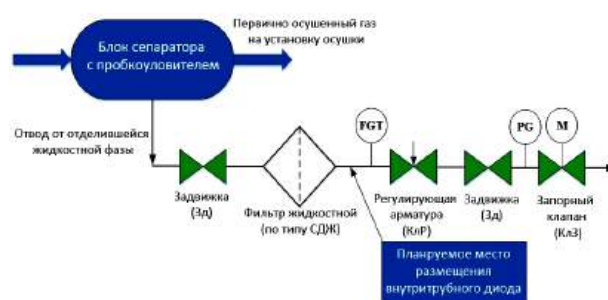 Первично осушенный газ
на установку осушки
Блок сепаратора
с пробкоуловителем
Отвод от отделившейся
жидкостной фазы
FGT
PG
M
Задвижка
(Зд)
Фильтр жидкостной
(по типу СДЖ)
Регулирующая
арматура
(КлР)
Задвижка
(Зд)
Запорный
клапан
(КлЗ)
Планируемое место
размещения
внутритрубного диода